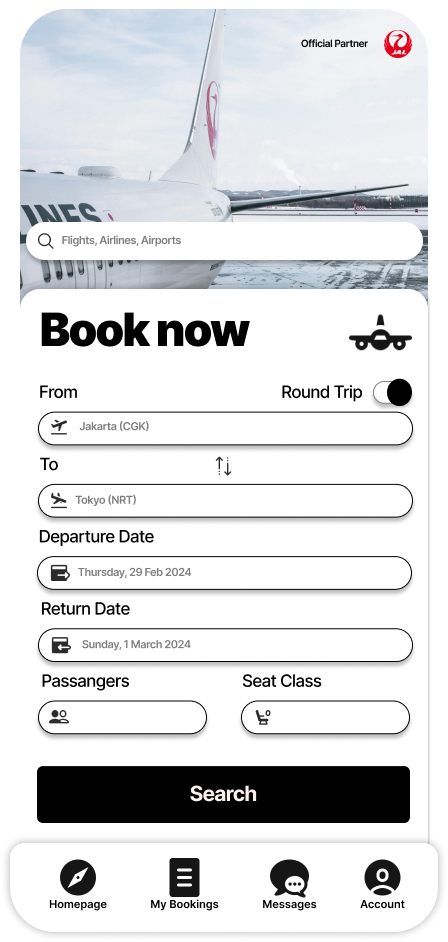 Official Partner
JAL
LINES
Flights, Airlines, Airports
Book now
From
Round Trip
Jakarta (CGK)
To
Tokyo (NRT)
Departure Date
Thursday, 29 Feb 2024
Return Date
Sunday, 1 March 2024
Passangers
Seat Class
Search
Homepage
My Bookings
Messages
Account